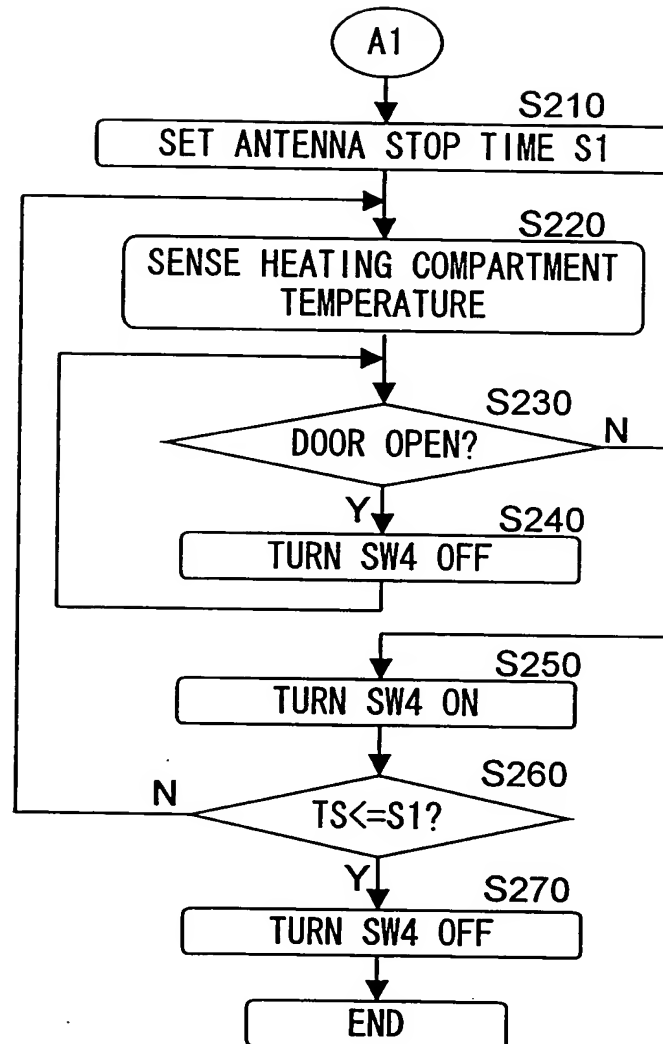 A1
S210
SET ANTENNA STOP TIME S1
S220
SENSE HEATING COMPARTMENT
TEMPERATURE
S230
DOOR OPEN?
N
Y
S240
TURN SW4 OFF
S250
TURN SW4 ON
S260
N
TS<=S1?
Y
S270
TURN SW4 OFF
END